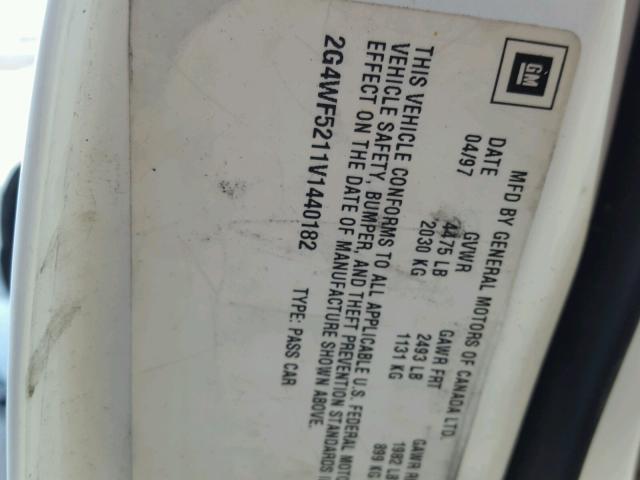 GM
MFD BY GENERAL MOTORS OF CANADA LTD.
DATE GVWR GAWR FRT GAWR
04/97 4475 LB 2493 LB 1982 LB
2030 KG 1131 KG 899 KG
THIS VEHICLE CONFORMS TO ALL APPLICABLE U.S. FEDERAL
VEHICLE SAFETY, BUMPER, AND THEFT PREVENTION STANDARDS
EFFECT ON THE DATE OF MANUFACTURE SHOWN ABOVE.
2G4WF5211V1440182 TYPE: PASS CAR